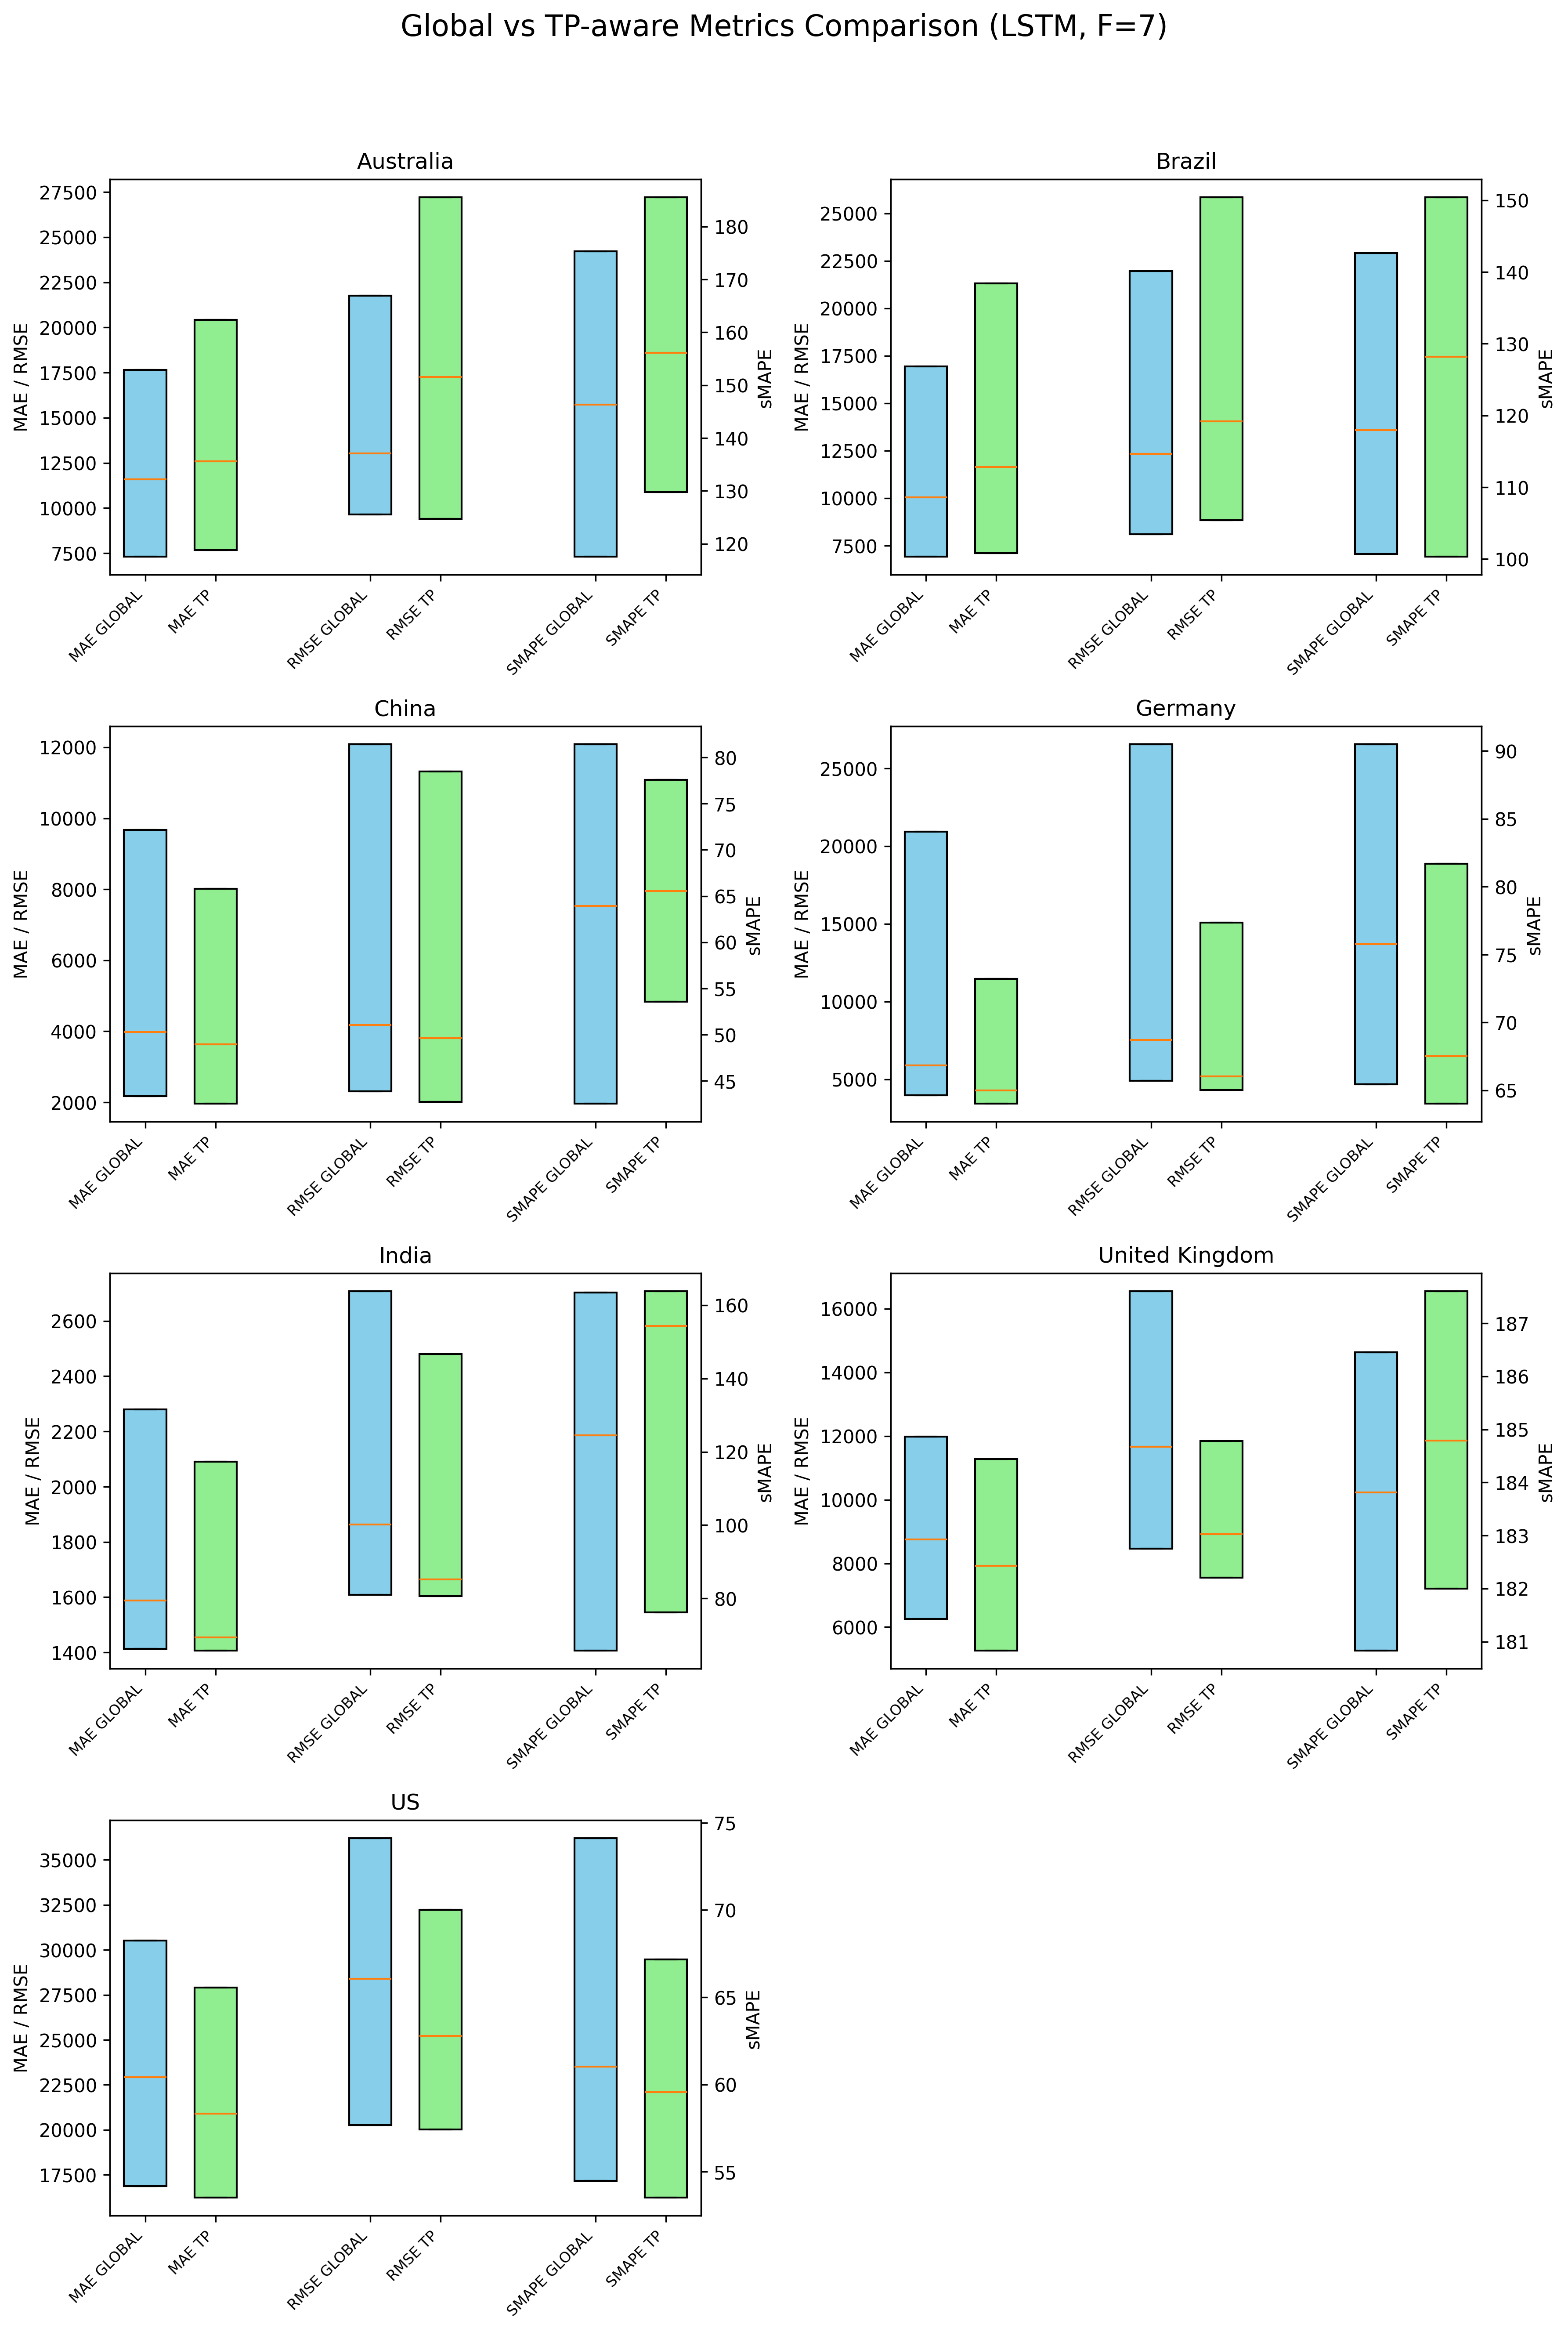 Global vs TP-aware Metrics Comparison (LSTM, F=7)
Australia
MAE / RMSE
27500
25000
22500
20000
17500
15000
12500
10000
7500
180
170
160
150
140
130
120
sMAPE
MAE GLOBAL
MAE TP
RMSE GLOBAL
RMSE TP
SMAPE GLOBAL
SMAPE TP
Brazil
MAE / RMSE
25000
22500
20000
17500
15000
12500
10000
7500
150
140
130
120
110
100
sMAPE
MAE GLOBAL
MAE TP
RMSE GLOBAL
RMSE TP
SMAPE GLOBAL
SMAPE TP
China
MAE / RMSE
12000
10000
8000
6000
4000
2000
80
75
70
65
60
55
50
45
sMAPE
MAE GLOBAL
MAE TP
RMSE GLOBAL
RMSE TP
SMAPE GLOBAL
SMAPE TP
Germany
MAE / RMSE
25000
20000
15000
10000
5000
90
85
80
75
70
65
sMAPE
MAE GLOBAL
MAE TP
RMSE GLOBAL
RMSE TP
SMAPE GLOBAL
SMAPE TP
India
MAE / RMSE
2600
2400
2200
2000
1800
1600
1400
160
140
120
100
80
sMAPE
MAE GLOBAL
MAE TP
RMSE GLOBAL
RMSE TP
SMAPE GLOBAL
SMAPE TP
United Kingdom
MAE / RMSE
16000
14000
12000
10000
8000
6000
187
186
185
184
183
182
181
sMAPE
MAE GLOBAL
MAE TP
RMSE GLOBAL
RMSE TP
SMAPE GLOBAL
SMAPE TP
US
MAE / RMSE
35000
32500
30000
27500
25000
22500
20000
17500
75
70
65
60
55
sMAPE
MAE GLOBAL
MAE TP
RMSE GLOBAL
RMSE TP
SMAPE GLOBAL
SMAPE TP